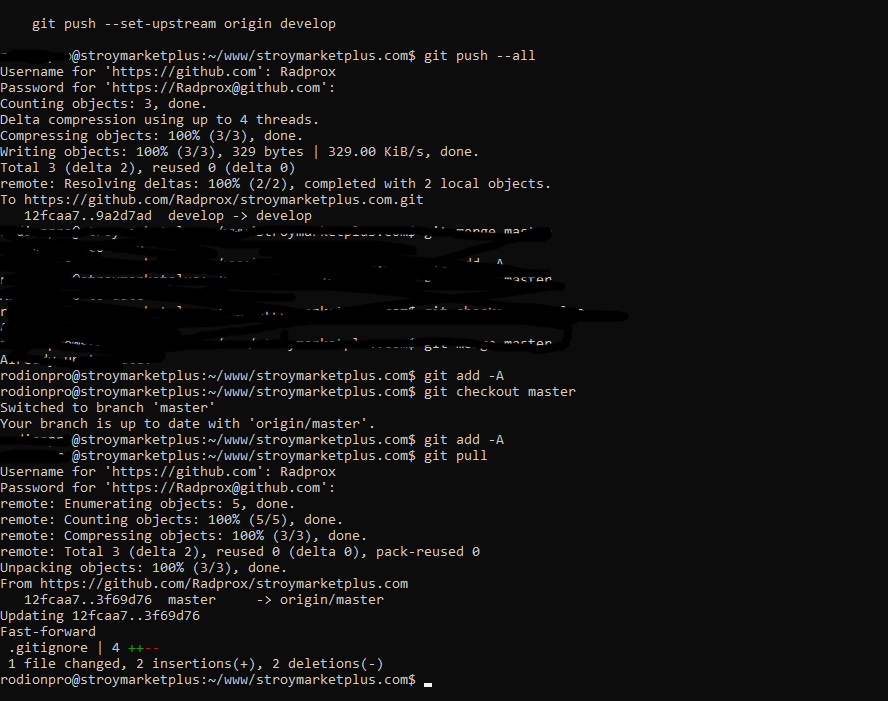 git push --set-upstream origin develop
@stroymarketplus:~/www/stroymarketplus.com$ git push --all
Username for 'https://github.com': Radprox
Password for 'https://Radprox@github.com':
Counting objects: 3, done.
Delta compression using up to 4 threads.
Compressing objects: 100% (3/3), done.
Writing objects: 100% (3/3), 329 bytes | 329.00 KiB/s, done.
Total 3 (delta 2), reused 0 (delta 0)
remote: Resolving deltas: 100% (2/2), completed with 2 local objects.
To https://github.com/Radprox/stroymarketplus.com.git
12fcaa7..9a2d7ad  develop -> develop
git merge master
add -A
master
git merge master
rodionpro@stroymarketplus:~/www/stroymarketplus.com$ git add -A
rodionpro@stroymarketplus:~/www/stroymarketplus.com$ git checkout master
Switched to branch 'master'
Your branch is up to date with 'origin/master'.
@stroymarketplus:~/www/stroymarketplus.com$ git add -A
@stroymarketplus:~/www/stroymarketplus.com$ git pull
Username for 'https://github.com': Radprox
Password for 'https://Radprox@github.com':
remote: Enumerating objects: 5, done.
remote: Counting objects: 100% (5/5), done.
remote: Compressing objects: 100% (3/3), done.
remote: Total 3 (delta 2), reused 0 (delta 0), pack-reused 0
Unpacking objects: 100% (3/3), done.
From https://github.com/Radprox/stroymarketplus.com
12fcaa7..3f69d76  master     -> origin/master
Updating 12fcaa7..3f69d76
Fast-forward
.gitignore | 4 ++--
1 file changed, 2 insertions(+), 2 deletions(-)
rodionpro@stroymarketplus:~/www/stroymarketplus.com$